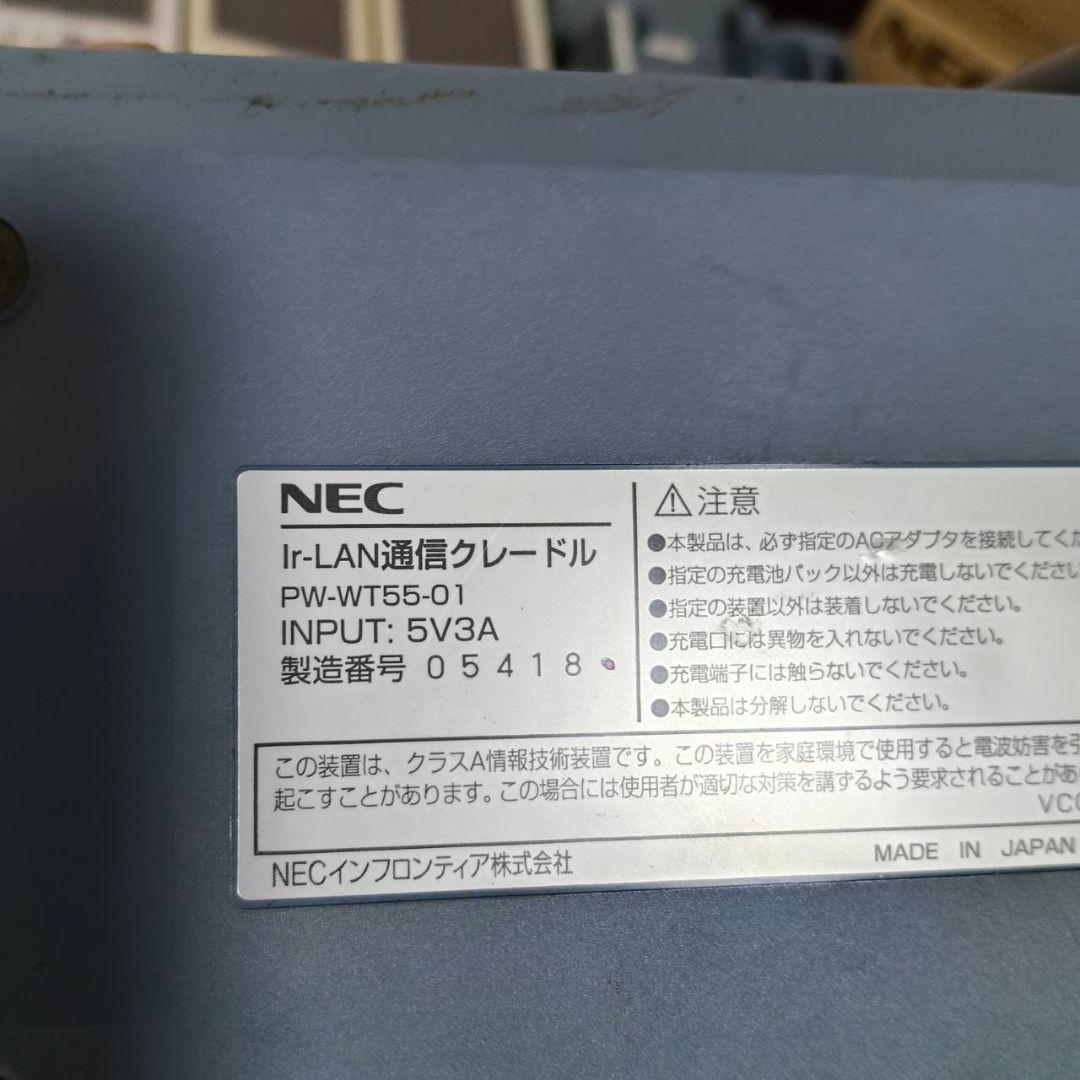 NEC
NEC
Ir-LAN通信クレードル
PW-WT55-01
INPUT: 5V3A
製造番号 05418
⚠注意
●本製品は、必ず指定のACアダプタを接続してくだ
●指定の充電池パック以外は充電しないでください
●指定の装置以外は装着しないでください。
●充電口には異物を入れないでください。
●充電端子には触らないでください。
●本製品は分解しないでください。
この装置は、クラスA情報技術装置です。この装置を家庭環境で使用すると電波妨害を引
起こすことがあります。この場合には使用者が適切な対策を講ずるよう要求されることがあ
VCC
NECインフロンティア株式会社
MADE IN JAPAN